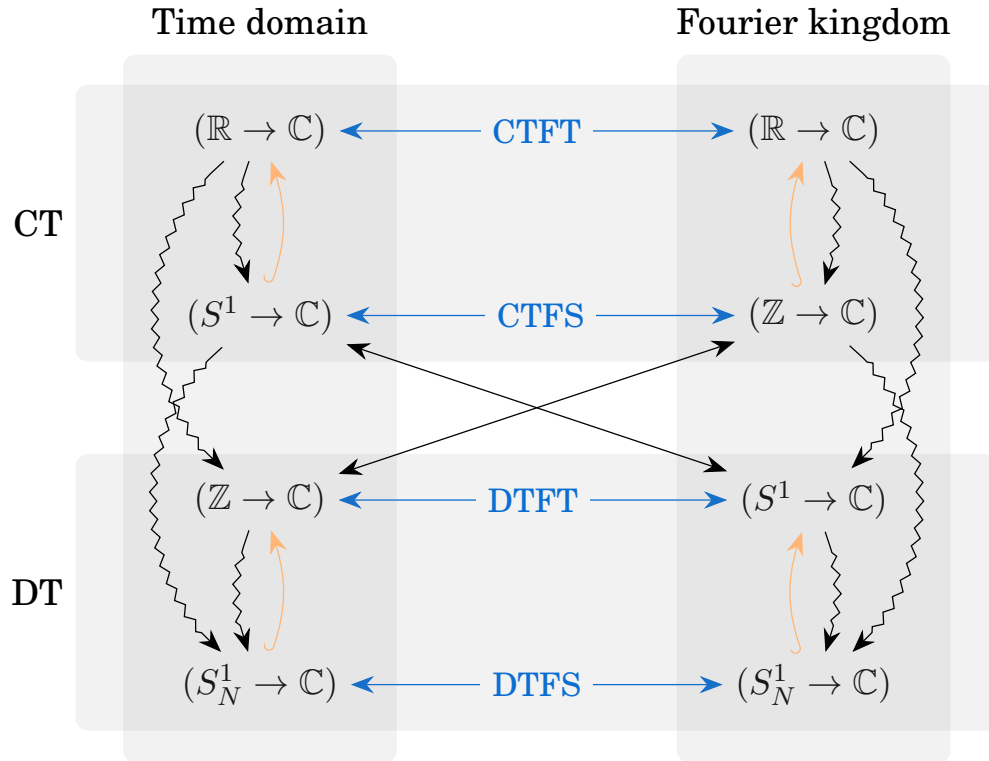 Time domain Fourier kingdom
(ℝ → ℂ) CTFT (ℝ → ℂ)
CT
(S¹ → ℂ) CTFS (ℤ → ℂ)
(ℤ → ℂ) DTFT (S¹ → ℂ)
DT
(S¹_N → ℂ) DTFS (S¹_N → ℂ)